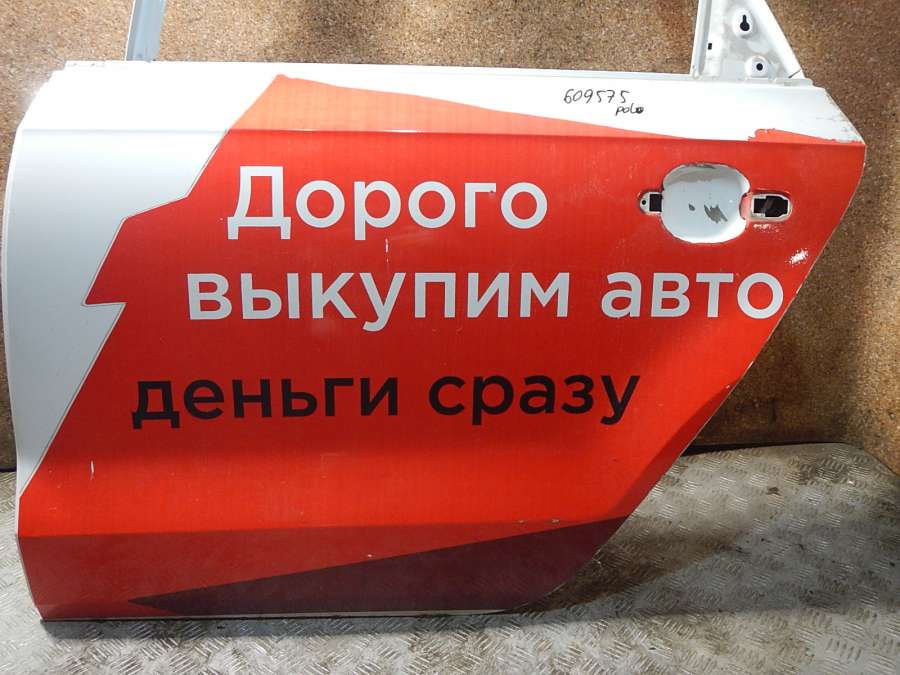 609575
polo
Дорого
выкупим авто
деньги сразу